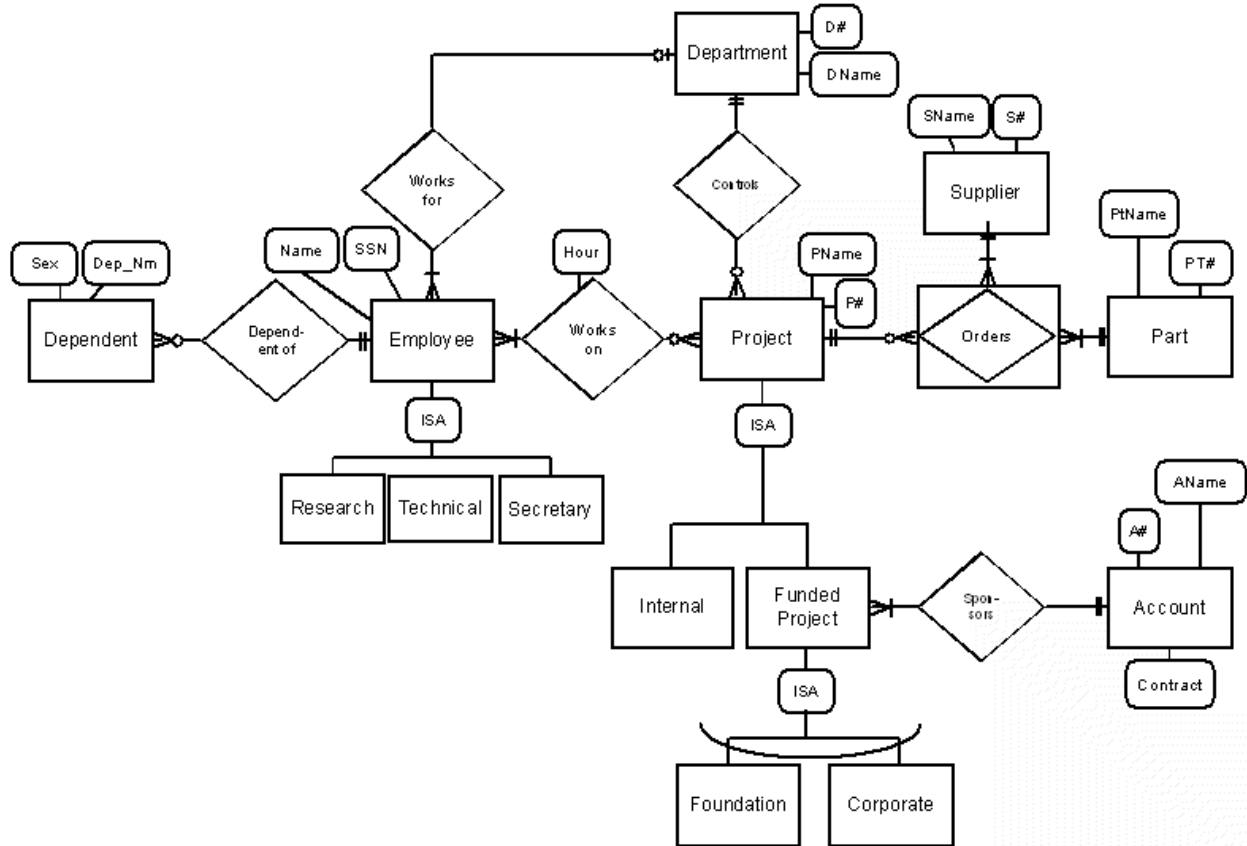 D#
Department
DName
SName
S#
Works
for
Controls
Supplier
PtName
PT#
Sex
Dep_Nm
Name
SSN
Hour
PName
P#
Dependent
Depend-
ent of
Employee
Works
on
Project
Orders
Part
ISA
ISA
Research
Technical
Secretary
AName
A#
Internal
Funded
Project
Spon-
sors
Account
ISA
Contract
Foundation
Corporate